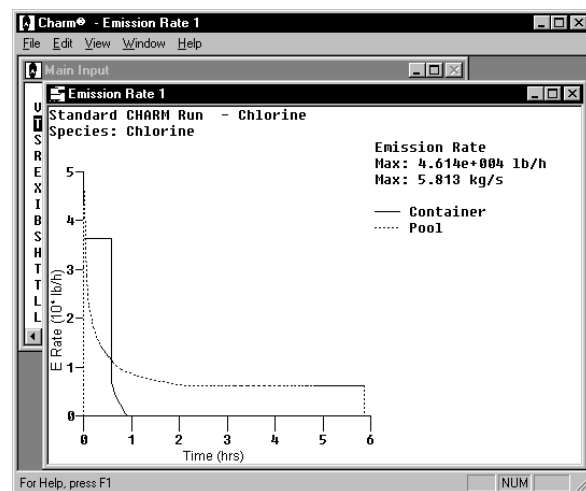 Charm® - Emission Rate 1
File Edit View Window Help
Main Input
Emission Rate 1
Standard CHARM Run - Chlorine
Species: Chlorine
Emission Rate
Max: 4.614e+004 lb/h
Max: 5.813 kg/s
Container
Pool
5
4
3
2
1
0
E Rate (10⁴ lb/h)
0 1 2 3 4 5 6
Time (hrs)
U
T
S
R
E
X
I
B
S
H
T
T
L
L
For Help, press F1
NUM